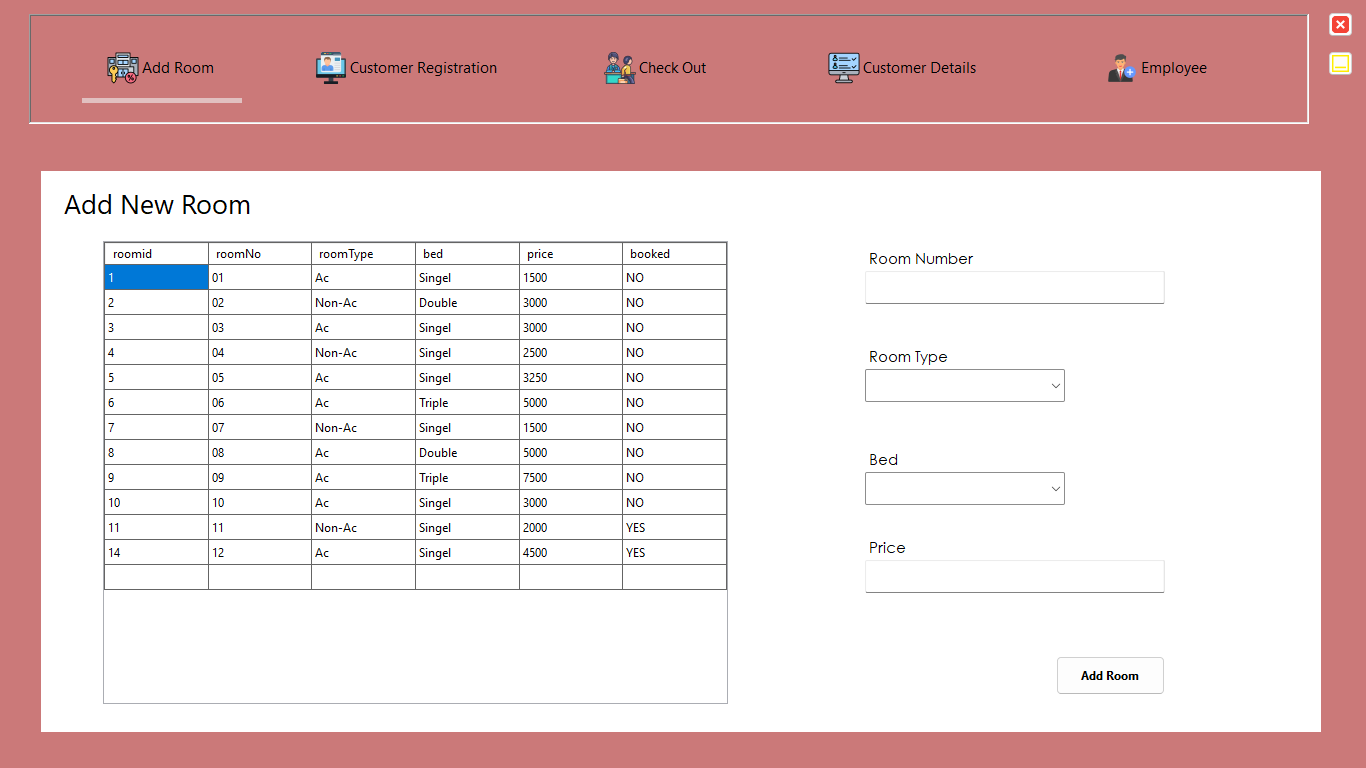 Add Room Customer Registration Check Out Customer Details Employee
Add New Room
roomid roomNo roomType bed price booked
1 01 Ac Singel 1500 NO
2 02 Non-Ac Double 3000 NO
3 03 Ac Singel 3000 NO
4 04 Non-Ac Singel 2500 NO
5 05 Ac Singel 3250 NO
6 06 Ac Triple 5000 NO
7 07 Non-Ac Singel 1500 NO
8 08 Ac Double 5000 NO
9 09 Ac Triple 7500 NO
10 10 Ac Singel 3000 NO
11 11 Non-Ac Singel 2000 YES
14 12 Ac Singel 4500 YES
Room Number
Room Type
Bed
Price
Add Room